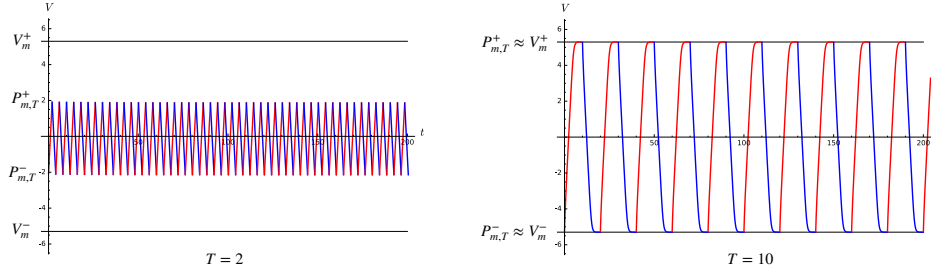 V
6
V_m^+
4
P_{m,T}^+
2
t
50
100
150
200
P_{m,T}^-
-2
-4
V_m^-
-6
T = 2
V
6
P_{m,T}^+ ≈ V_m^+
4
2
50
100
150
200
-2
-4
P_{m,T}^- ≈ V_m^-
-6
T = 10